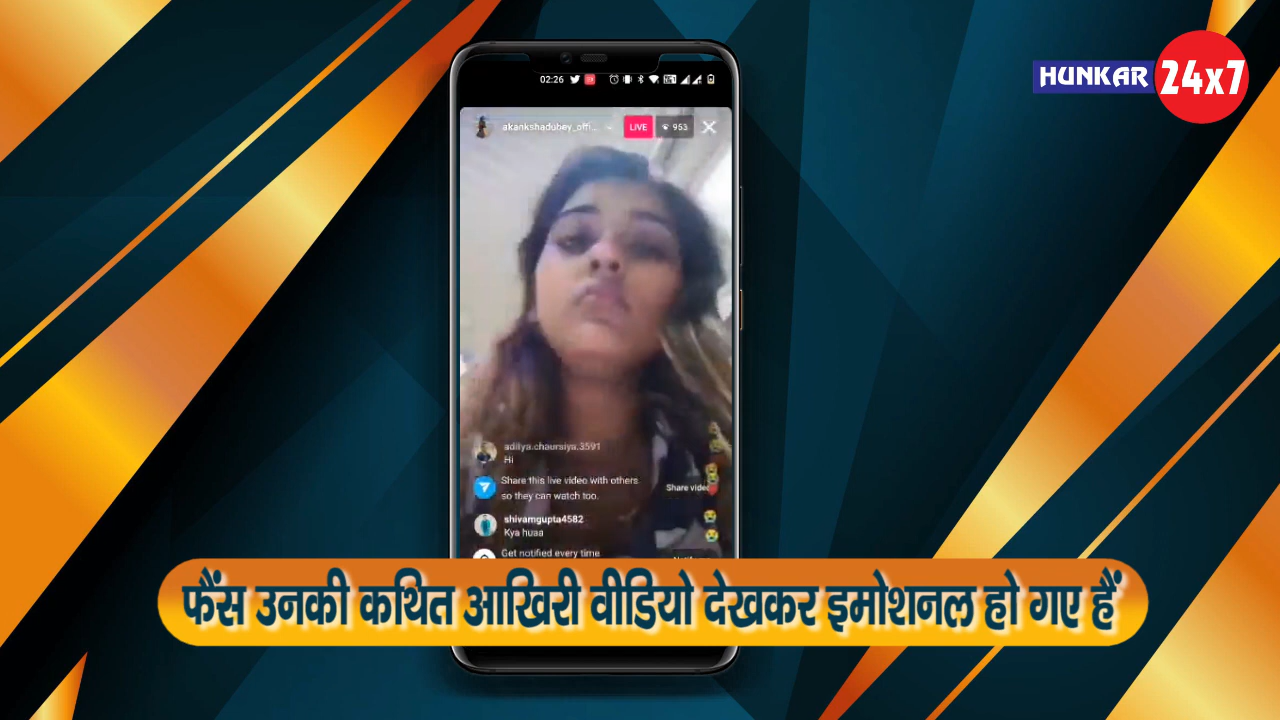 HUNKAR 24x7
02:26
akankshadubey_offi... LIVE 953
aditya.chaursiya.3591
Hi
Share this live video with others
so they can watch too.
Share video
shivamgupta4582
Kya huaa
Get notified every time
फैंस उनकी कथित आखिरी वीडियो देखकर इमोशनल हो गए हैं